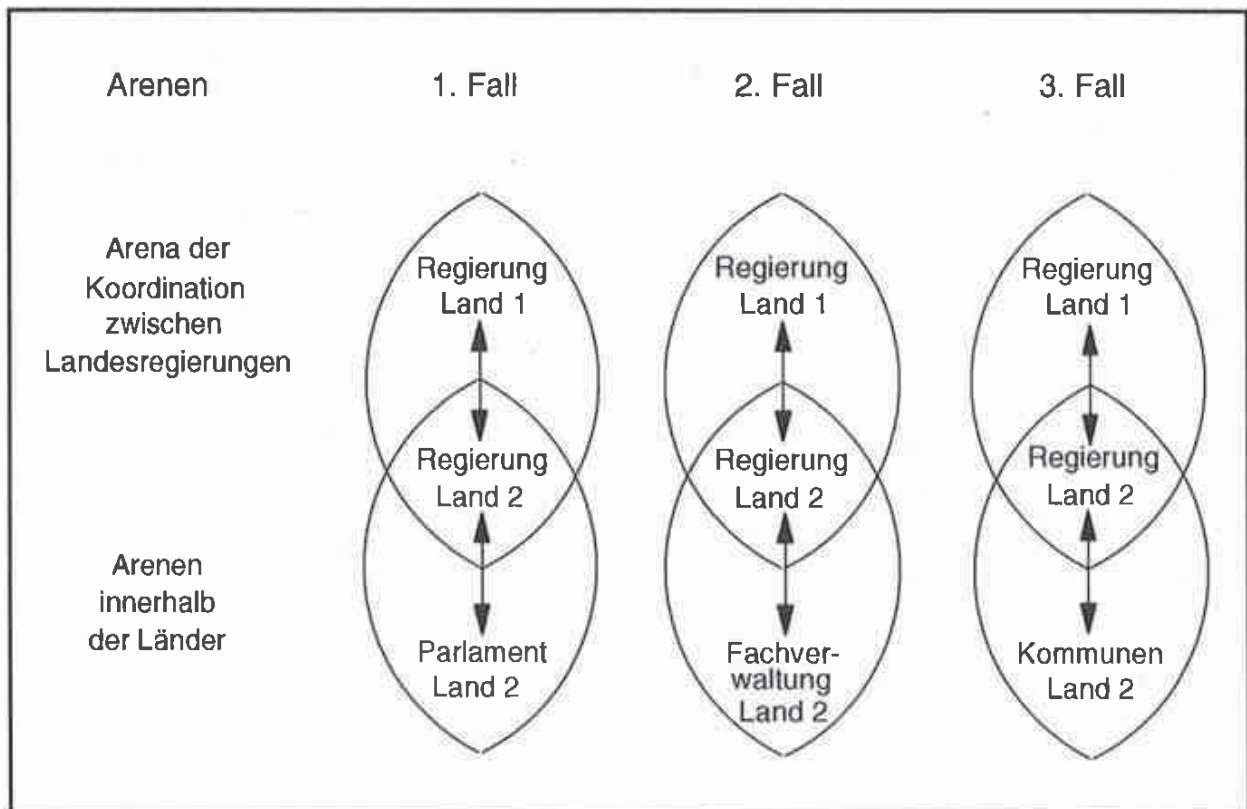 Arenen
1. Fall
2. Fall
3. Fall
Arena der
Koordination
zwischen
Landesregierungen
Regierung
Land 1
Regierung
Land 2
Regierung
Land 1
Regierung
Land 2
Regierung
Land 1
Regierung
Land 2
Arenen
innerhalb
der Länder
Parlament
Land 2
Fachver-
waltung
Land 2
Kommunen
Land 2